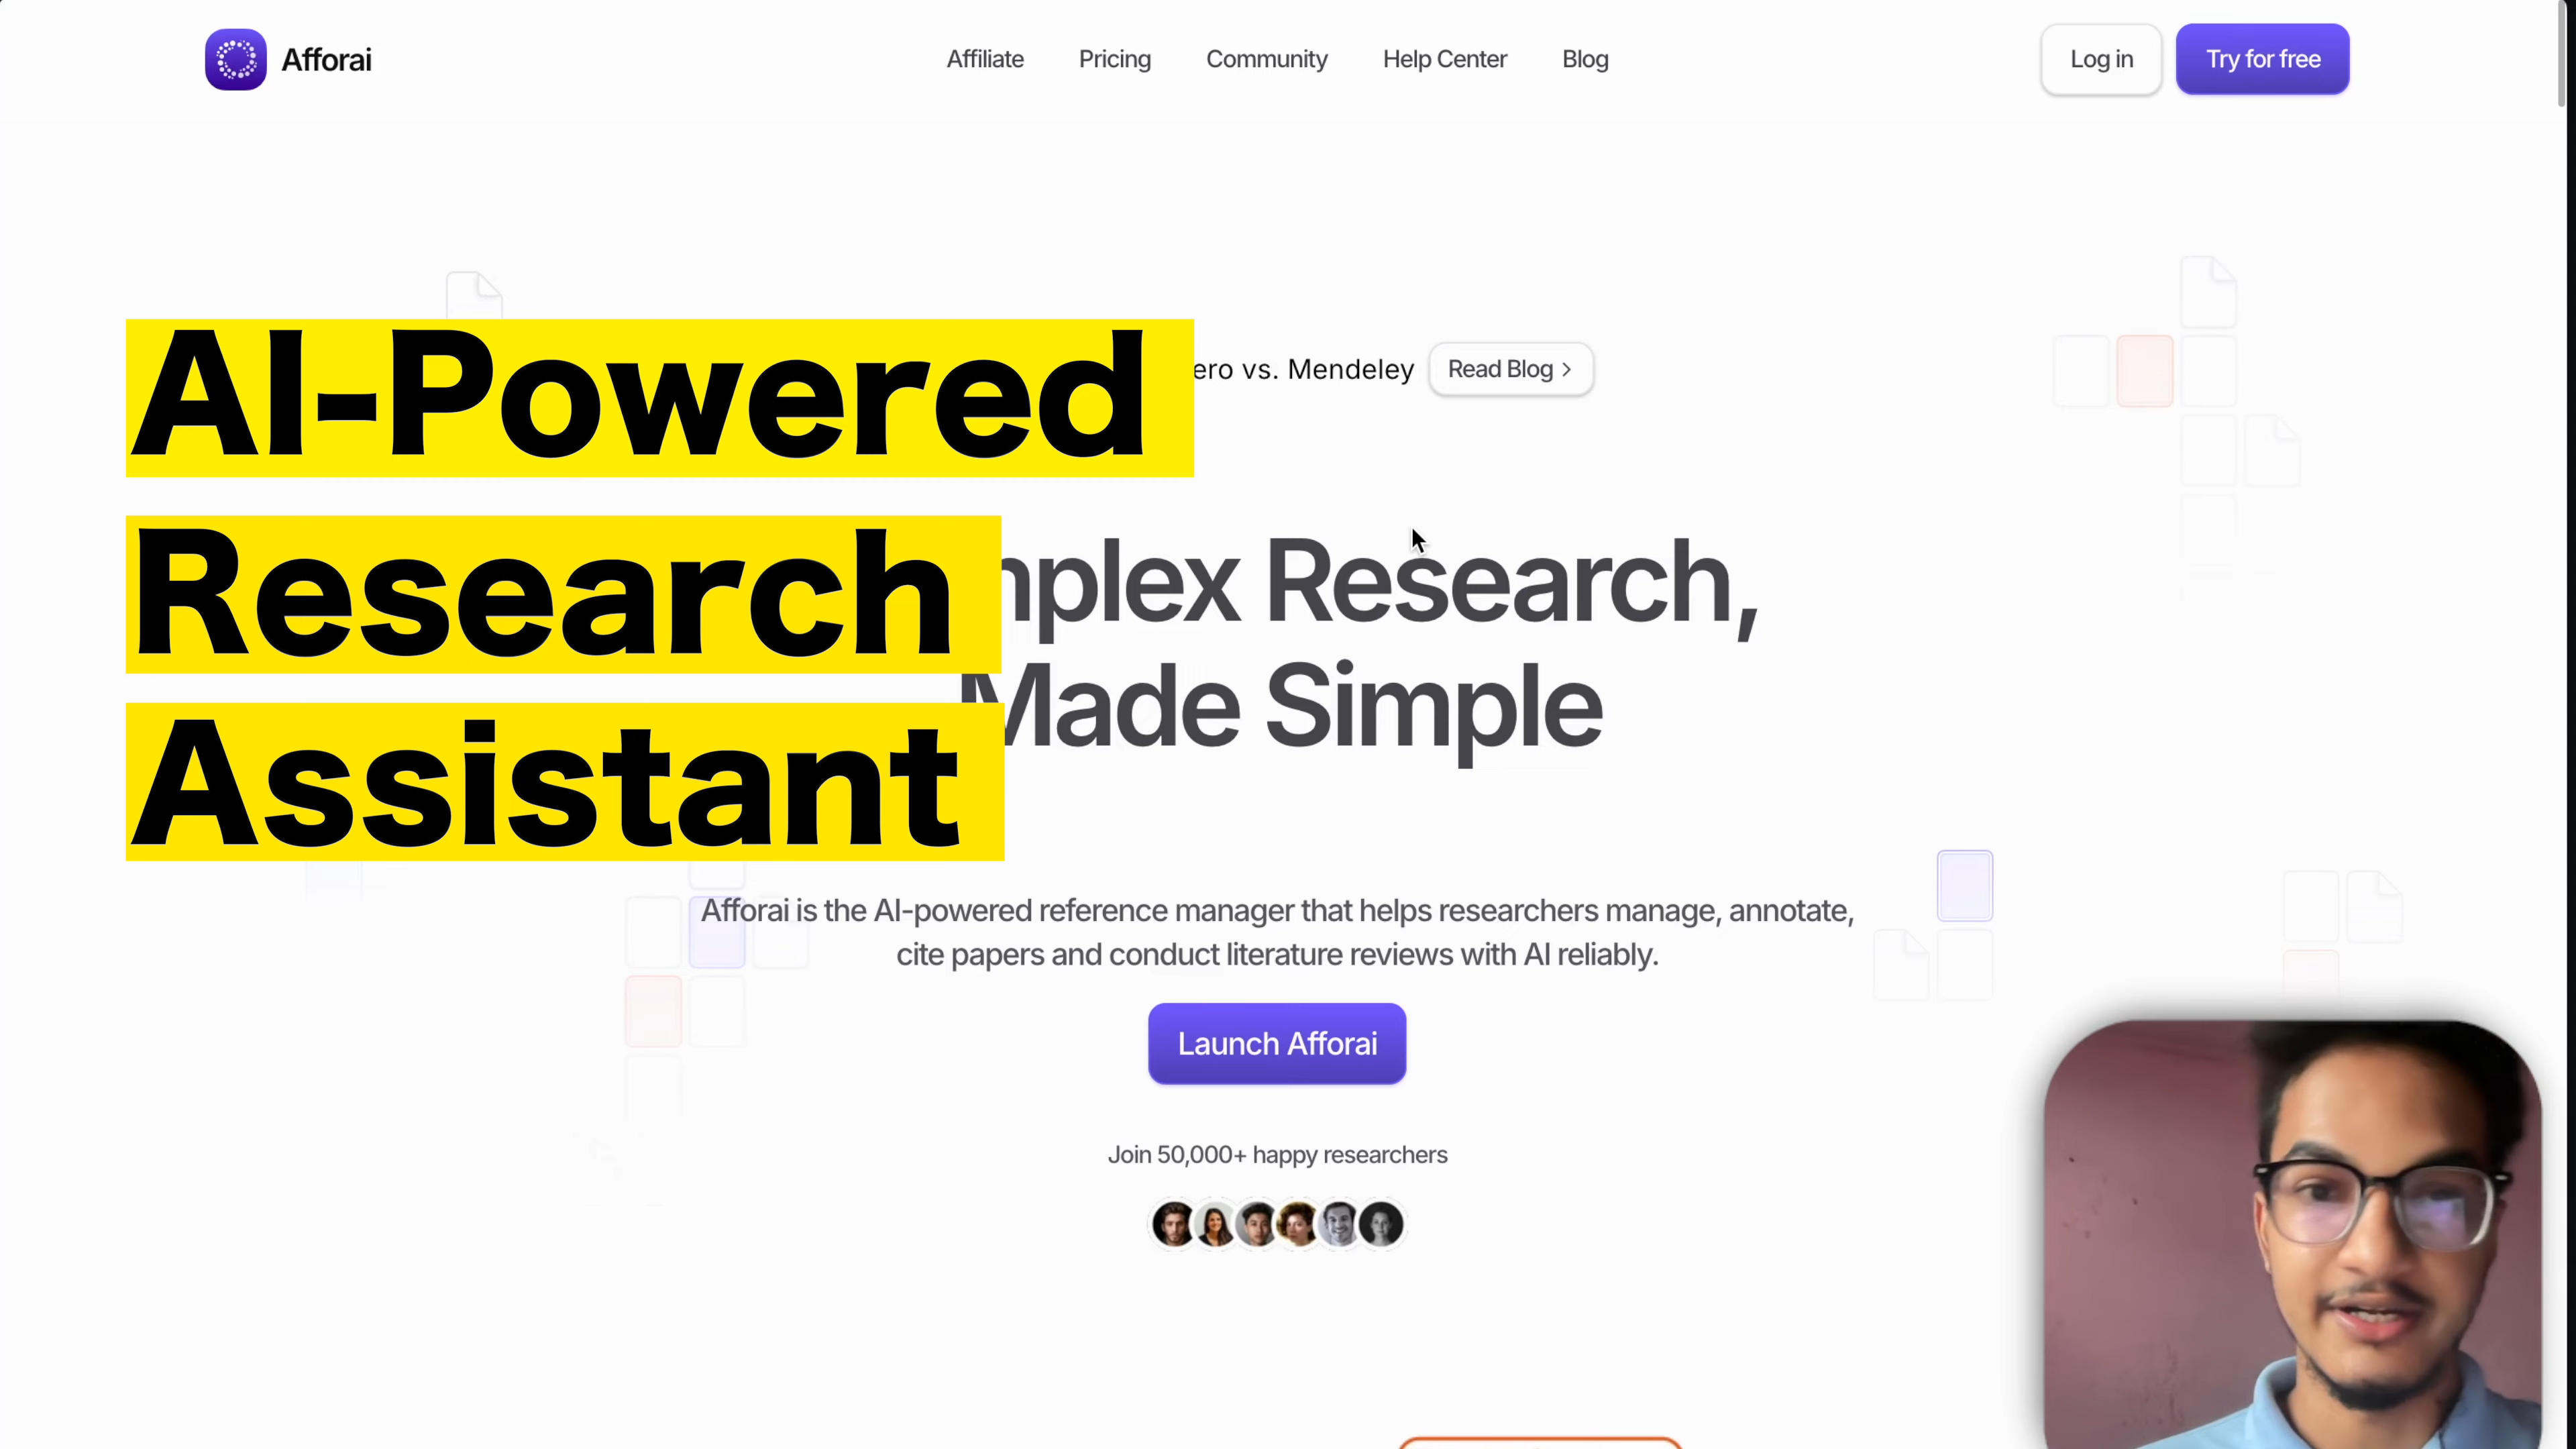 Afforai
Affiliate
Pricing
Community
Help Center
Blog
Log in
Try for free
AI-Powered
vs. Mendeley
Read Blog >
Research
Research,
Made Simple
Assistant
Afforai is the AI-powered reference manager that helps researchers manage, annotate,
cite papers and conduct literature reviews with AI reliably.
Launch Afforai
Join 50,000+ happy researchers